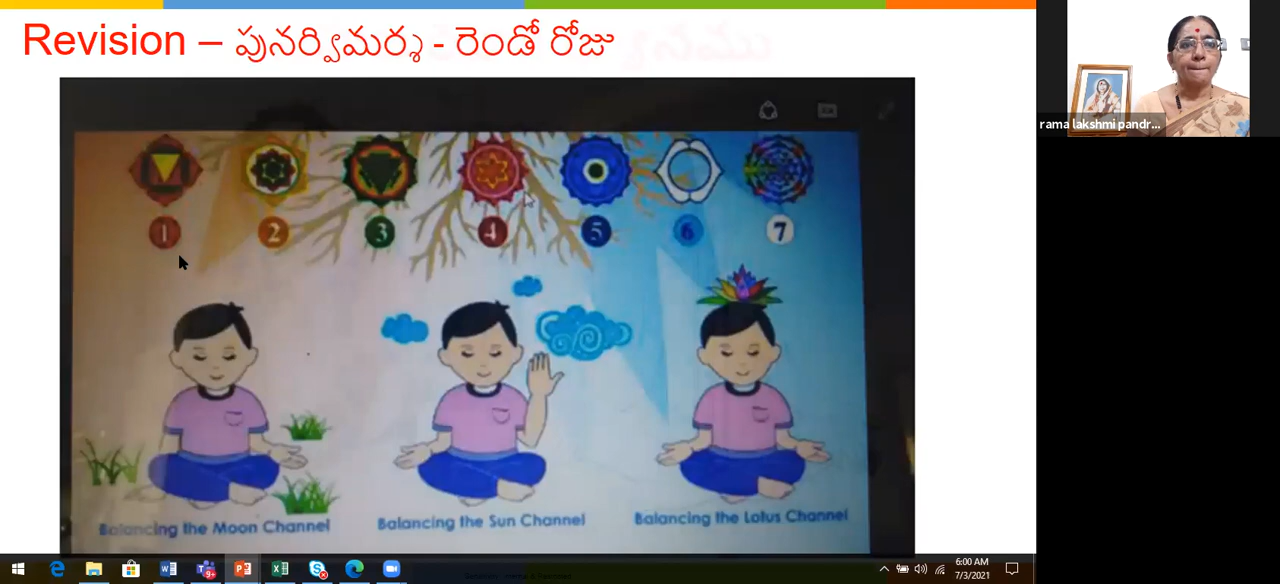 Revision – పునర్విమర్శ - రెండో రోజు
rama lakshmi pandr...
1 2 3 4 5 6 7
Balancing the Moon Channel
Balancing the Sun Channel
Balancing the Lotus Channel
6:00 AM
7/3/2021